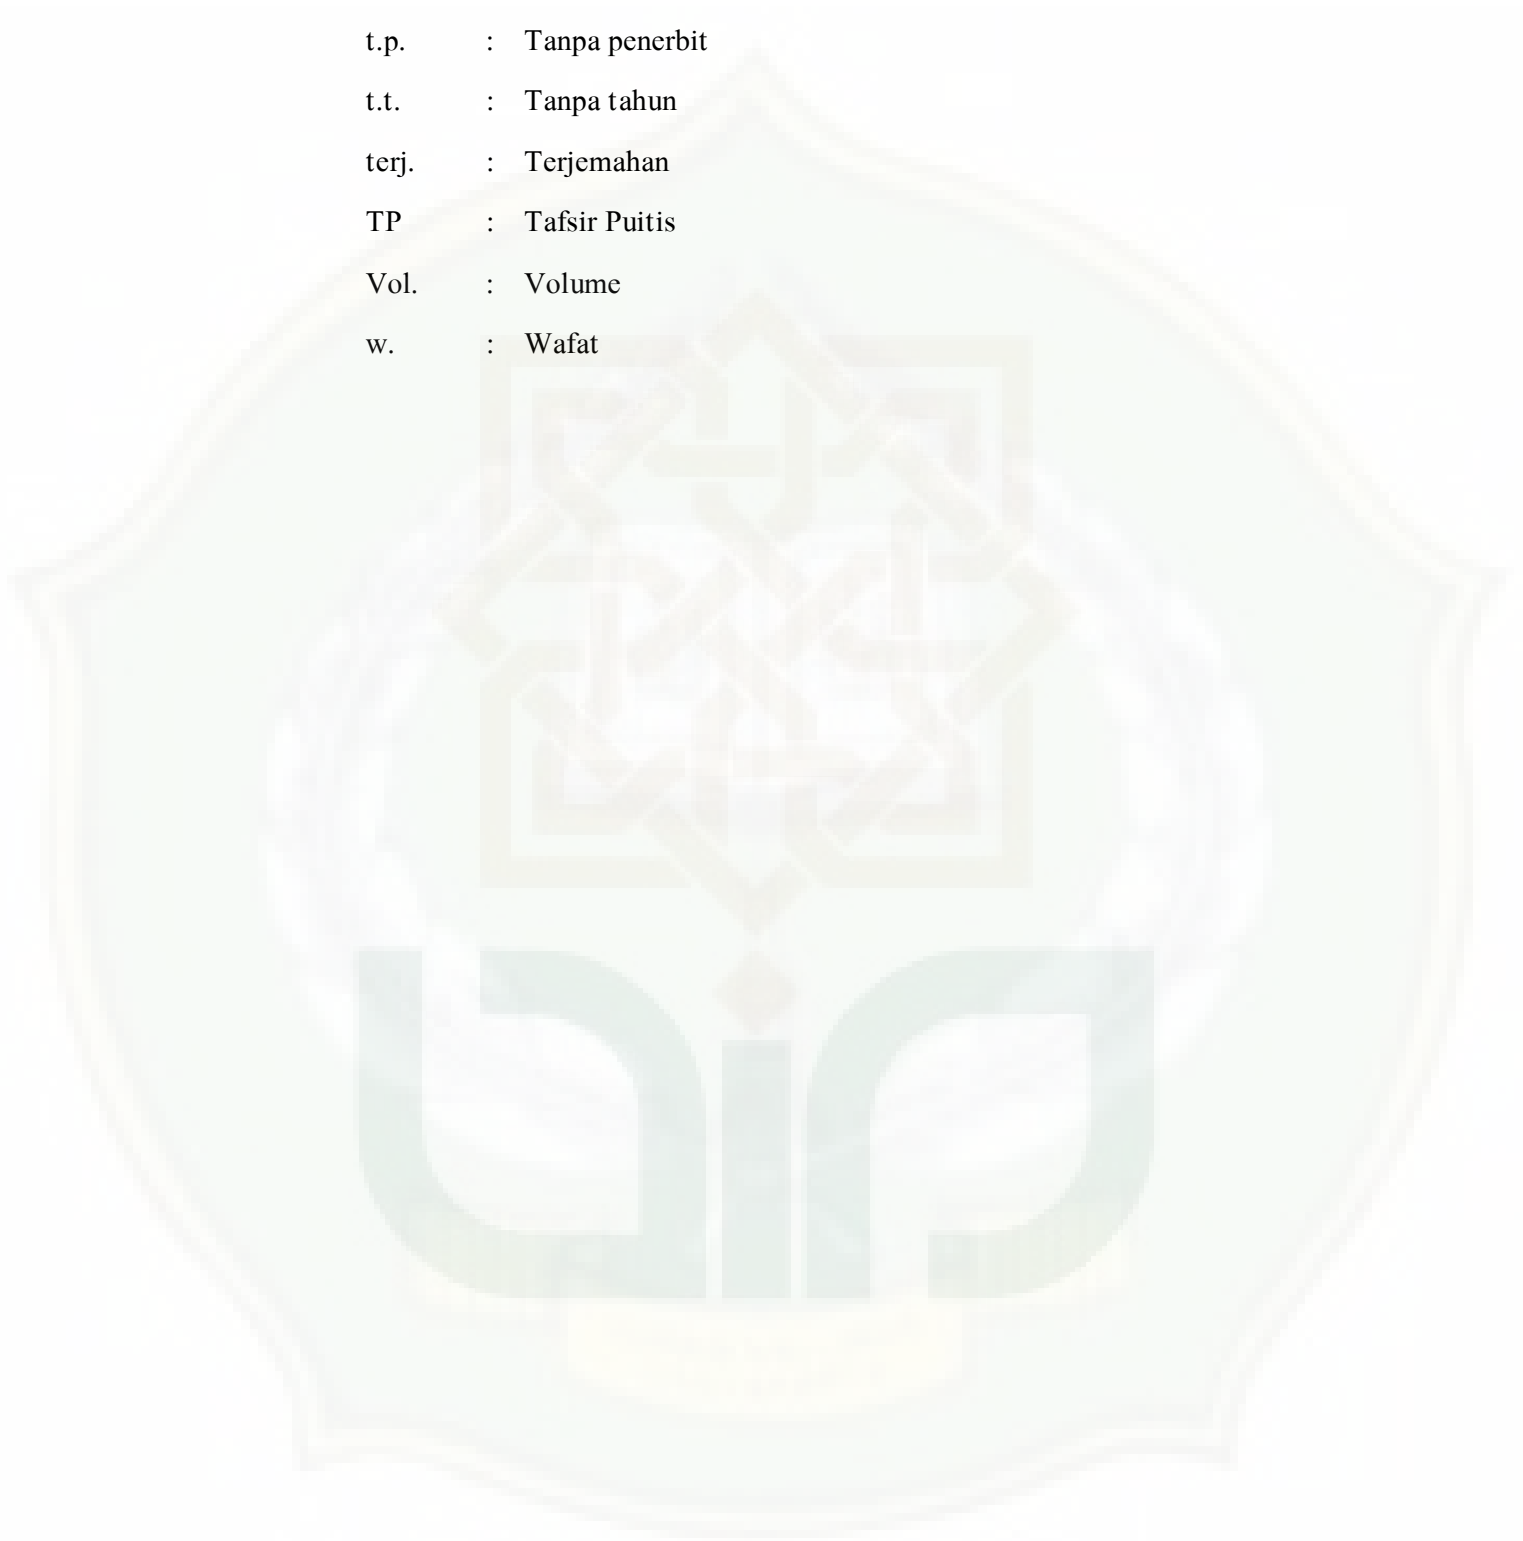 t.p. : Tanpa penerbit
t.t. : Tanpa tahun
terj. : Terjemahan
TP : Tafsir Puitis
Vol. : Volume
w. : Wafat